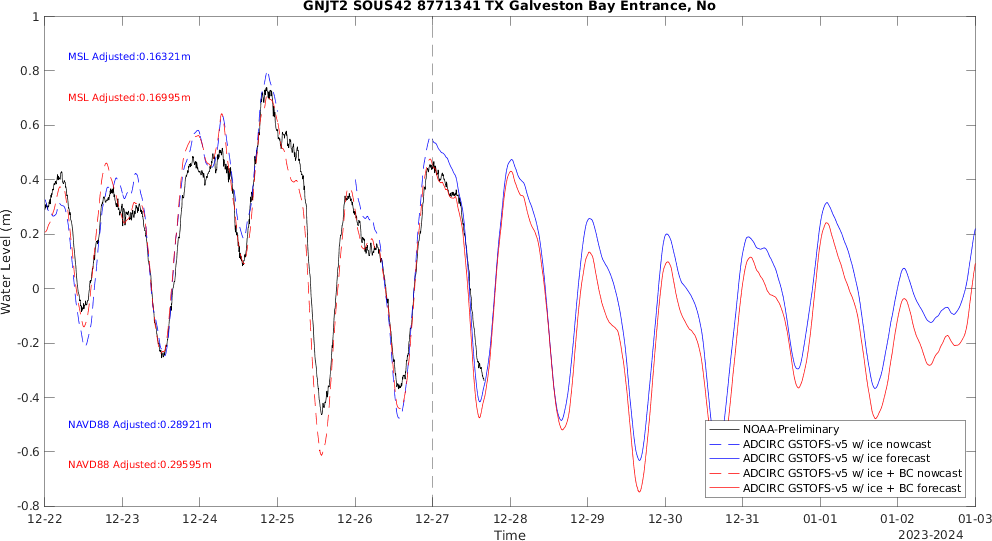 GNJT2 SOUS42 8771341 TX Galveston Bay Entrance, No
1
0.8
0.6
0.4
0.2
0
-0.2
-0.4
-0.6
-0.8
Water Level (m)
MSL Adjusted:0.16321m
MSL Adjusted:0.16995m
NAVD88 Adjusted:0.28921m
NAVD88 Adjusted:0.29595m
NOAA-Preliminary
ADCIRC GSTOFS-v5 w/ ice nowcast
ADCIRC GSTOFS-v5 w/ ice forecast
ADCIRC GSTOFS-v5 w/ ice + BC nowcast
ADCIRC GSTOFS-v5 w/ ice + BC forecast
12-22 12-23 12-24 12-25 12-26 12-27 12-28 12-29 12-30 12-31 01-01 01-02 01-03
Time
2023-2024